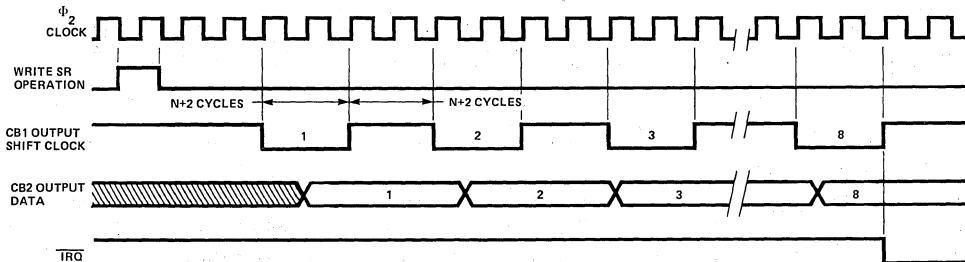 Φ
2
CLOCK
WRITE SR
OPERATION
N+2 CYCLES
N+2 CYCLES
CB1 OUTPUT
SHIFT CLOCK
1
2
3
8
CB2 OUTPUT
DATA
1
2
3
8
IRQ